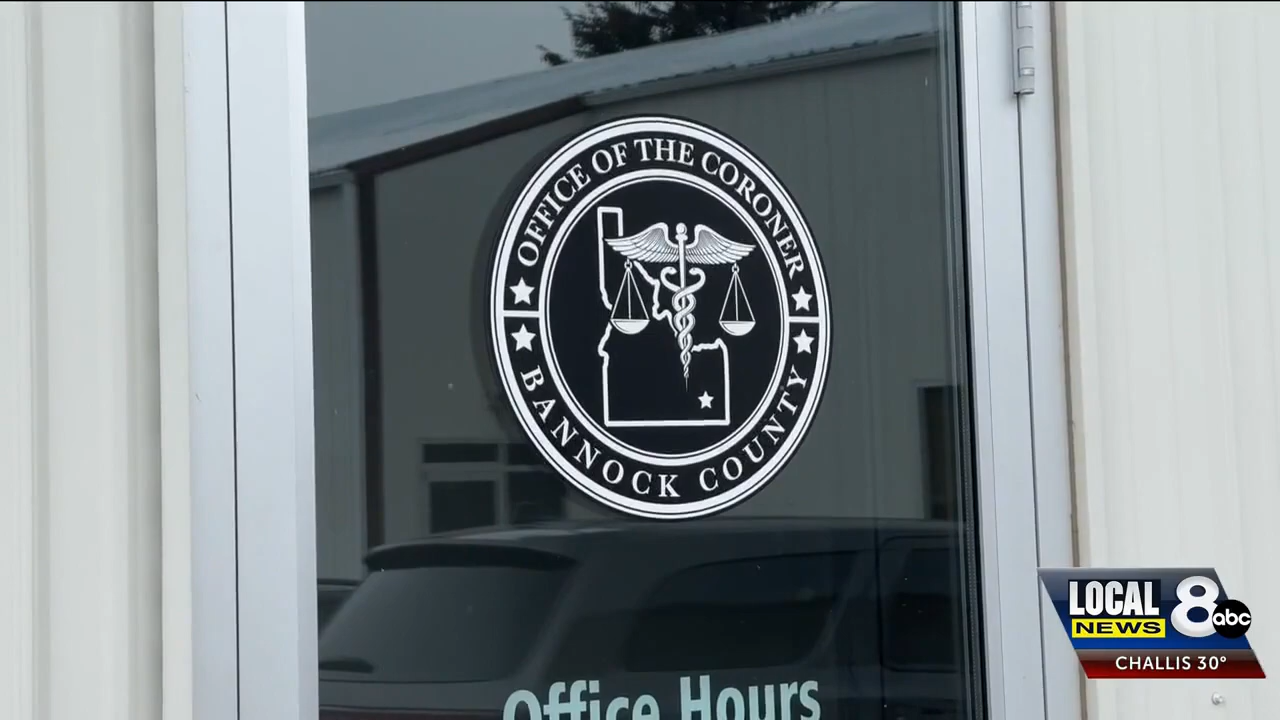 OFFICE OF THE CORONER
BANNOCK COUNTY
Office Hours
LOCAL
NEWS
8
abc
CHALLIS 30°